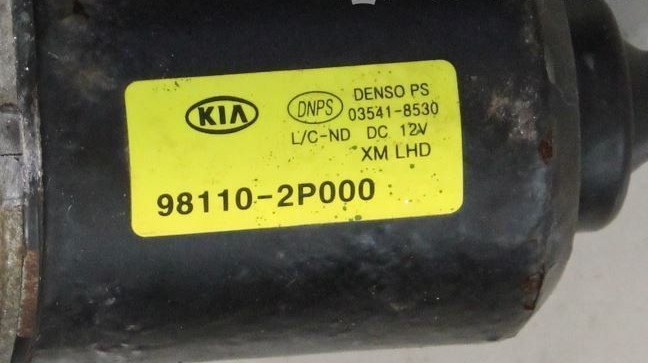 KIA DNPS DENSO PS
03541-8530
L/C-ND DC 12V
XM LHD
98110-2P000